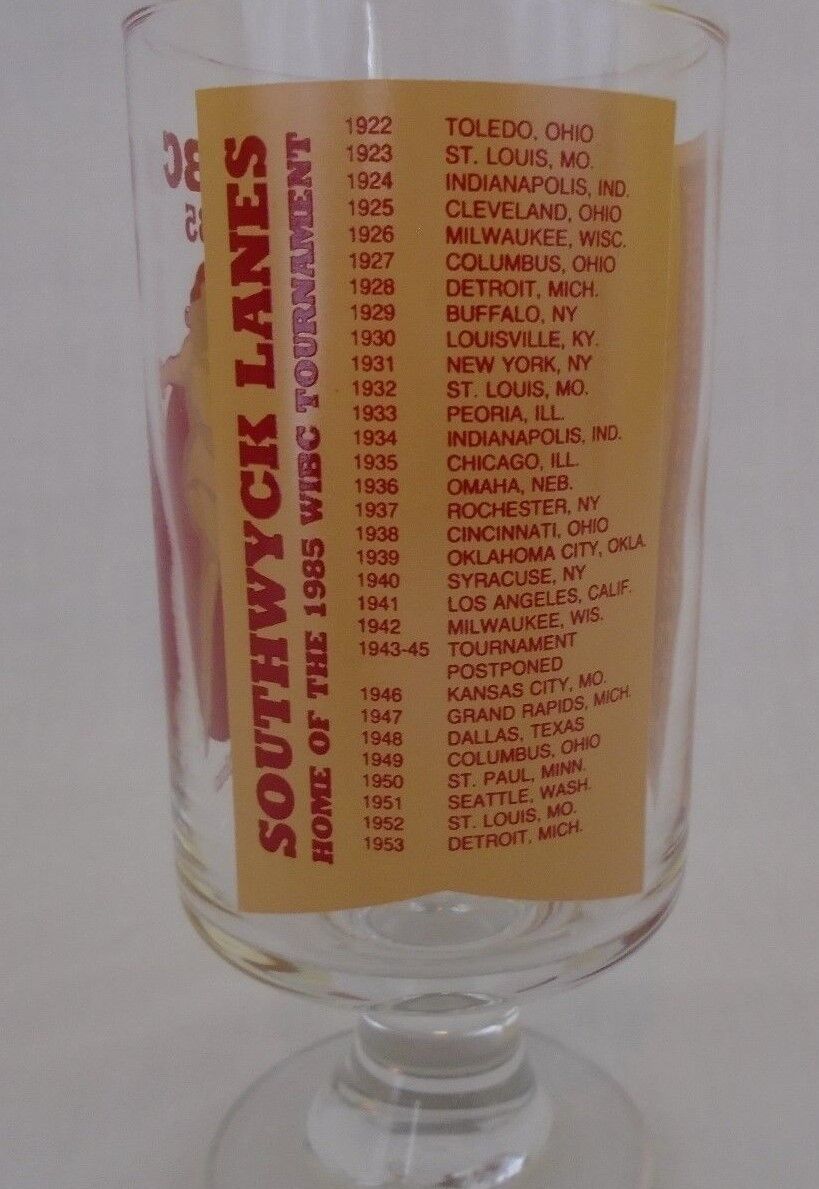 SOUTHWYCK LANES
HOME OF THE 1985 WIBC TOURNAMENT
1922 TOLEDO, OHIO
1923 ST. LOUIS, MO.
1924 INDIANAPOLIS, IND.
1925 CLEVELAND, OHIO
1926 MILWAUKEE, WISC.
1927 COLUMBUS, OHIO
1928 DETROIT, MICH.
1929 BUFFALO, NY
1930 LOUISVILLE, KY.
1931 NEW YORK, NY
1932 ST. LOUIS, MO.
1933 PEORIA, ILL.
1934 INDIANAPOLIS, IND.
1935 CHICAGO, ILL.
1936 OMAHA, NEB.
1937 ROCHESTER, NY
1938 CINCINNATI, OHIO
1939 OKLAHOMA CITY, OKLA.
1940 SYRACUSE, NY
1941 LOS ANGELES, CALIF.
1942 MILWAUKEE, WIS.
1943-45 TOURNAMENT
POSTPONED
1946 KANSAS CITY, MO.
1947 GRAND RAPIDS, MICH.
1948 DALLAS, TEXAS
1949 COLUMBUS, OHIO
1950 ST. PAUL, MINN.
1951 SEATTLE, WASH.
1952 ST. LOUIS, MO.
1953 DETROIT, MICH.